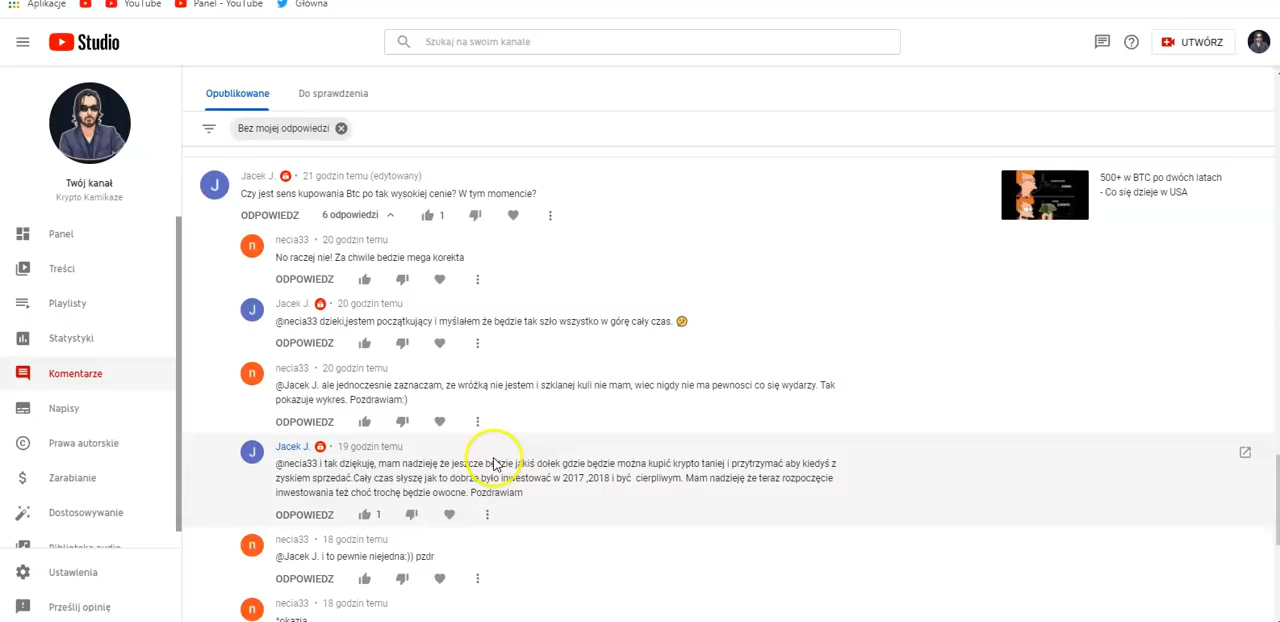 Aplikacje YouTube Panel - YouTube Główna
Studio Szukaj na swoim kanale UTWÓRZ
Opublikowane Do sprawdzenia
Bez mojej odpowiedzi
Twój kanał
Krypto Kamikaze
Panel
Treści
Playlisty
Statystyki
Komentarze
Napisy
Prawa autorskie
Zarabianie
Dostosowywanie
Biblioteka audio
Ustawienia
Prześlij opinię
J
Jacek J. • 21 godzin temu (edytowany)
Czy jest sens kupowania Btc po tak wysokiej cenie? W tym momencie?
ODPOWIEDZ 6 odpowiedzi 1
500+ w BTC po dwóch latach
- Co się dzieje w USA
n
necia33 • 20 godzin temu
No raczej nie! Za chwile bedzie mega korekta
ODPOWIEDZ
J
Jacek J. • 20 godzin temu
@necia33 dzieki,jestem początkujący i myślałem że będzie tak szło wszystko w górę cały czas.
ODPOWIEDZ
n
necia33 • 20 godzin temu
@Jacek J. ale jednoczesnie zaznaczam, ze wróżką nie jestem i szklanej kuli nie mam, wiec nigdy nie ma pewnosci co się wydarzy. Tak
pokazuje wykres. Pozdrawiam:)
ODPOWIEDZ
J
Jacek J. • 19 godzin temu
@necia33 i tak dziękuję, mam nadzieję że jeszcze będzie jakiś dołek gdzie będzie można kupić krypto taniej i przytrzymać aby kiedyś z
zyskiem sprzedać.Cały czas słyszę jak to dobrze było inwestować w 2017 ,2018 i być cierpliwym. Mam nadzieję że teraz rozpoczęcie
inwestowania też choć trochę będzie owocne. Pozdrawiam
ODPOWIEDZ 1
n
necia33 • 18 godzin temu
@Jacek J. i to pewnie niejedna:)) pzdr
ODPOWIEDZ
n
necia33 • 18 godzin temu
*okazja